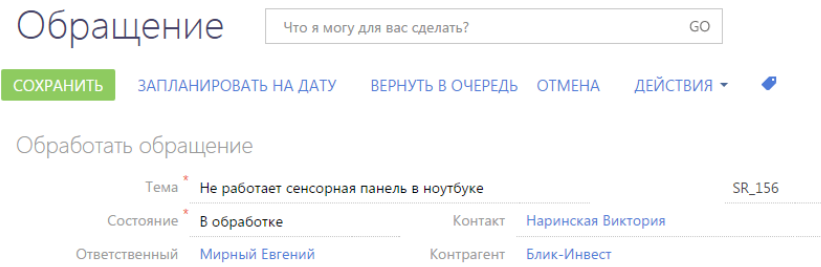 Обращение Что я могу для вас сделать? GO
СОХРАНИТЬ ЗАПЛАНИРОВАТЬ НА ДАТУ ВЕРНУТЬ В ОЧЕРЕДЬ ОТМЕНА ДЕЙСТВИЯ
Обработать обращение
Тема * Не работает сенсорная панель в ноутбуке SR_156
Состояние * В обработке Контакт Наринская Виктория
Ответственный Мирный Евгений Контрагент Блик-Инвест